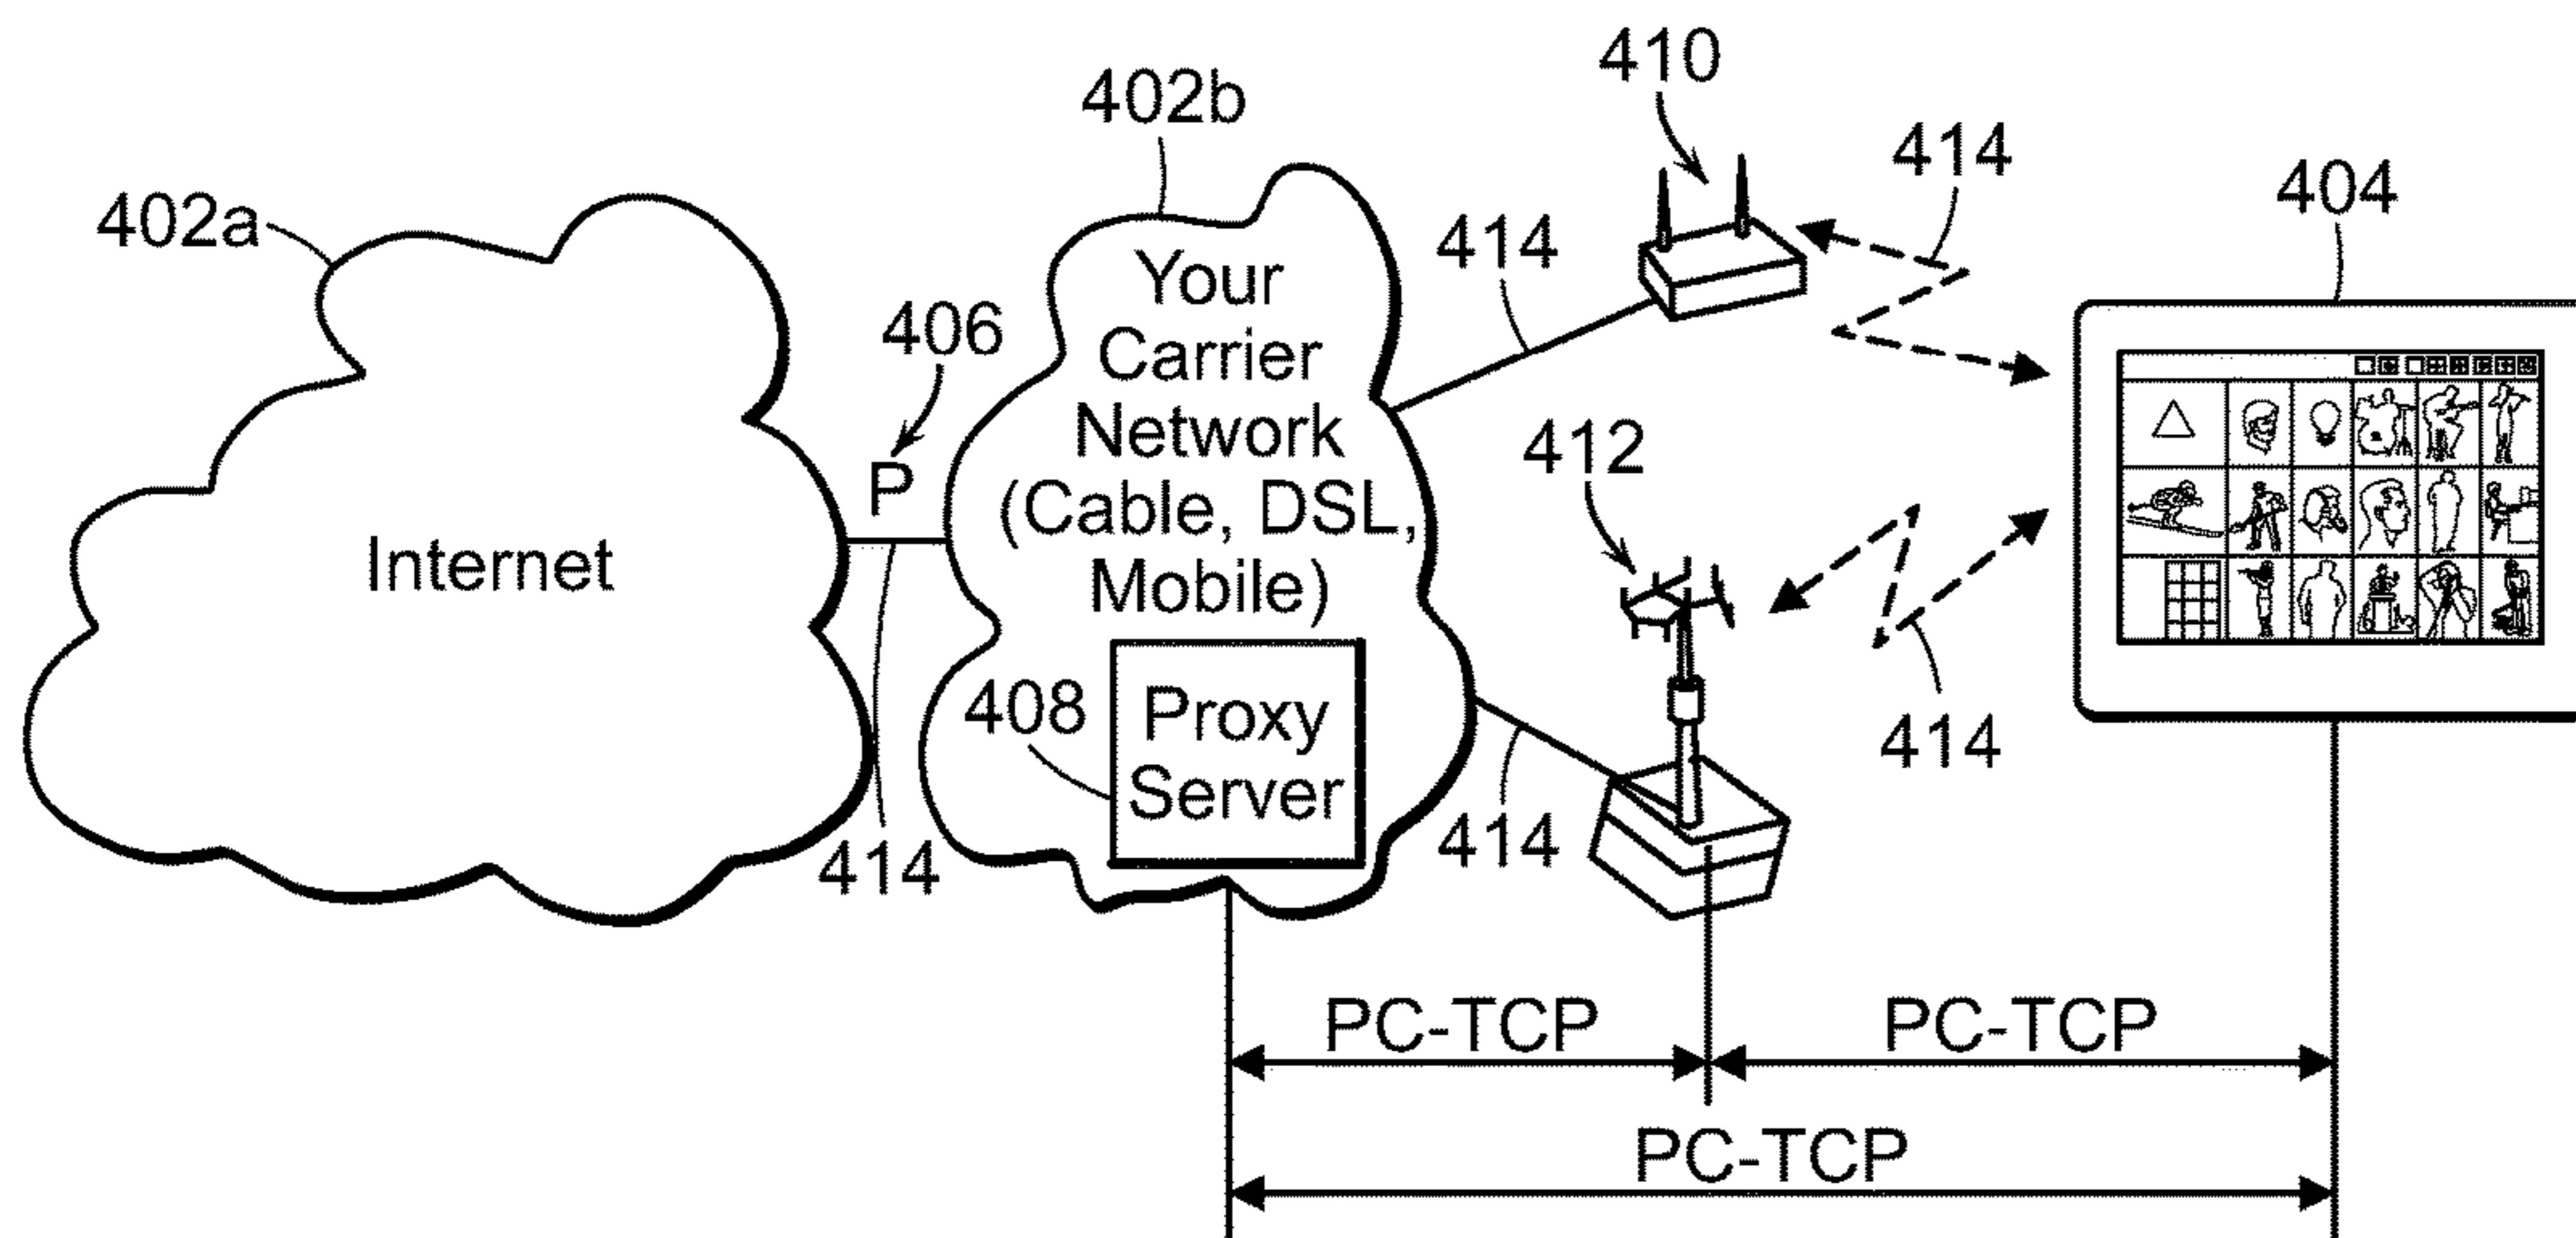 410
402b
414
404
402a
414
Your
Carrier
Network
(Cable, DSL,
Mobile)
406
P
412
Internet
408
Proxy
Server
414
414
414
PC-TCP
PC-TCP
PC-TCP